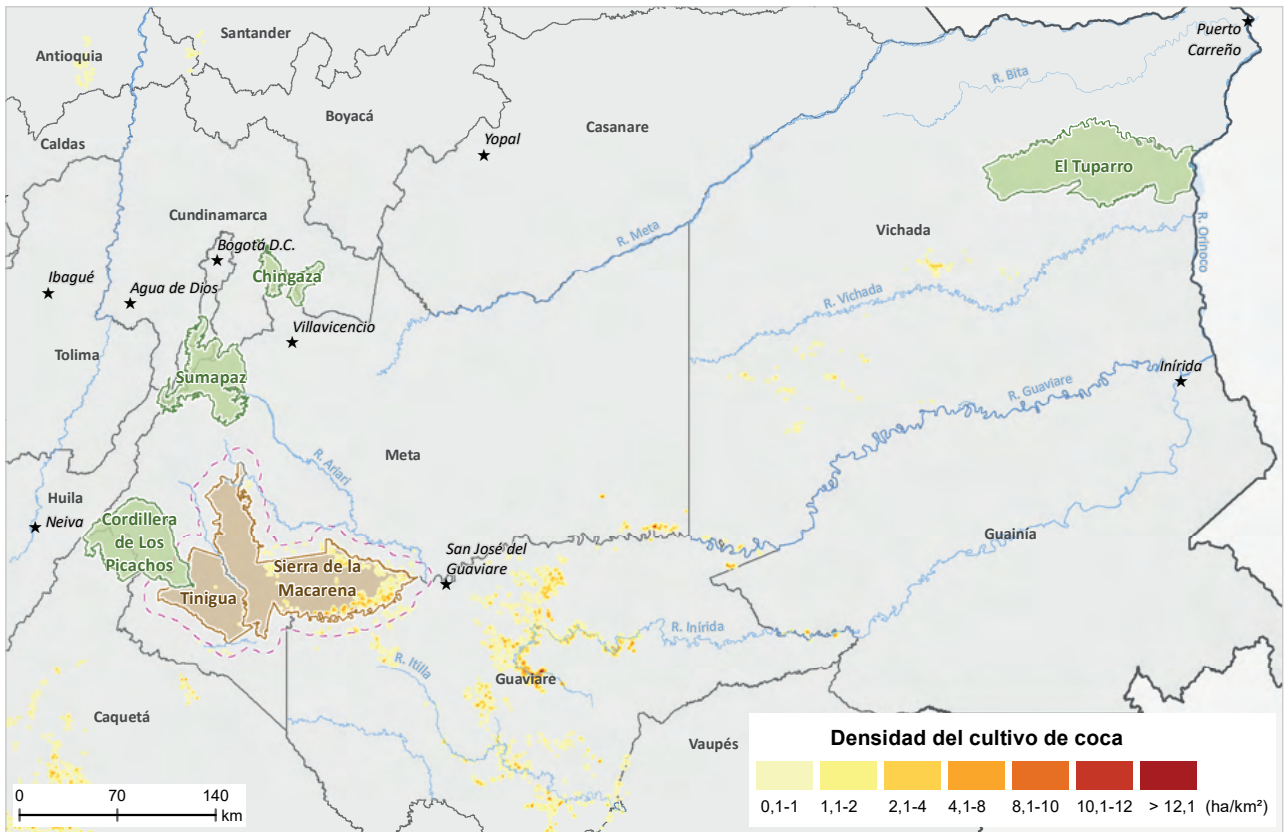 Santander
Antioquia
Puerto
Carreño
R. Bita
Boyacá
Casanare
Caldas
Yopal
El Tuparro
Cundinamarca
Vichada
R. Meta
R. Orinoco
Bogotá D.C.
Chingaza
Ibagué
Agua de Dios
R. Vichada
Villavicencio
Tolima
Sumapaz
Inírida
R. Guaviare
Meta
R. Ariari
Huila
Neiva
Cordillera
de Los
Picachos
Guainía
San José del
Guaviare
Sierra de la
Macarena
Tinigua
R. Inírida
R. Itilla
Guaviare
Caquetá
Vaupés
Densidad del cultivo de coca
0,1-1 1,1-2 2,1-4 4,1-8 8,1-10 10,1-12 > 12,1 (ha/km²)
0 70 140
km